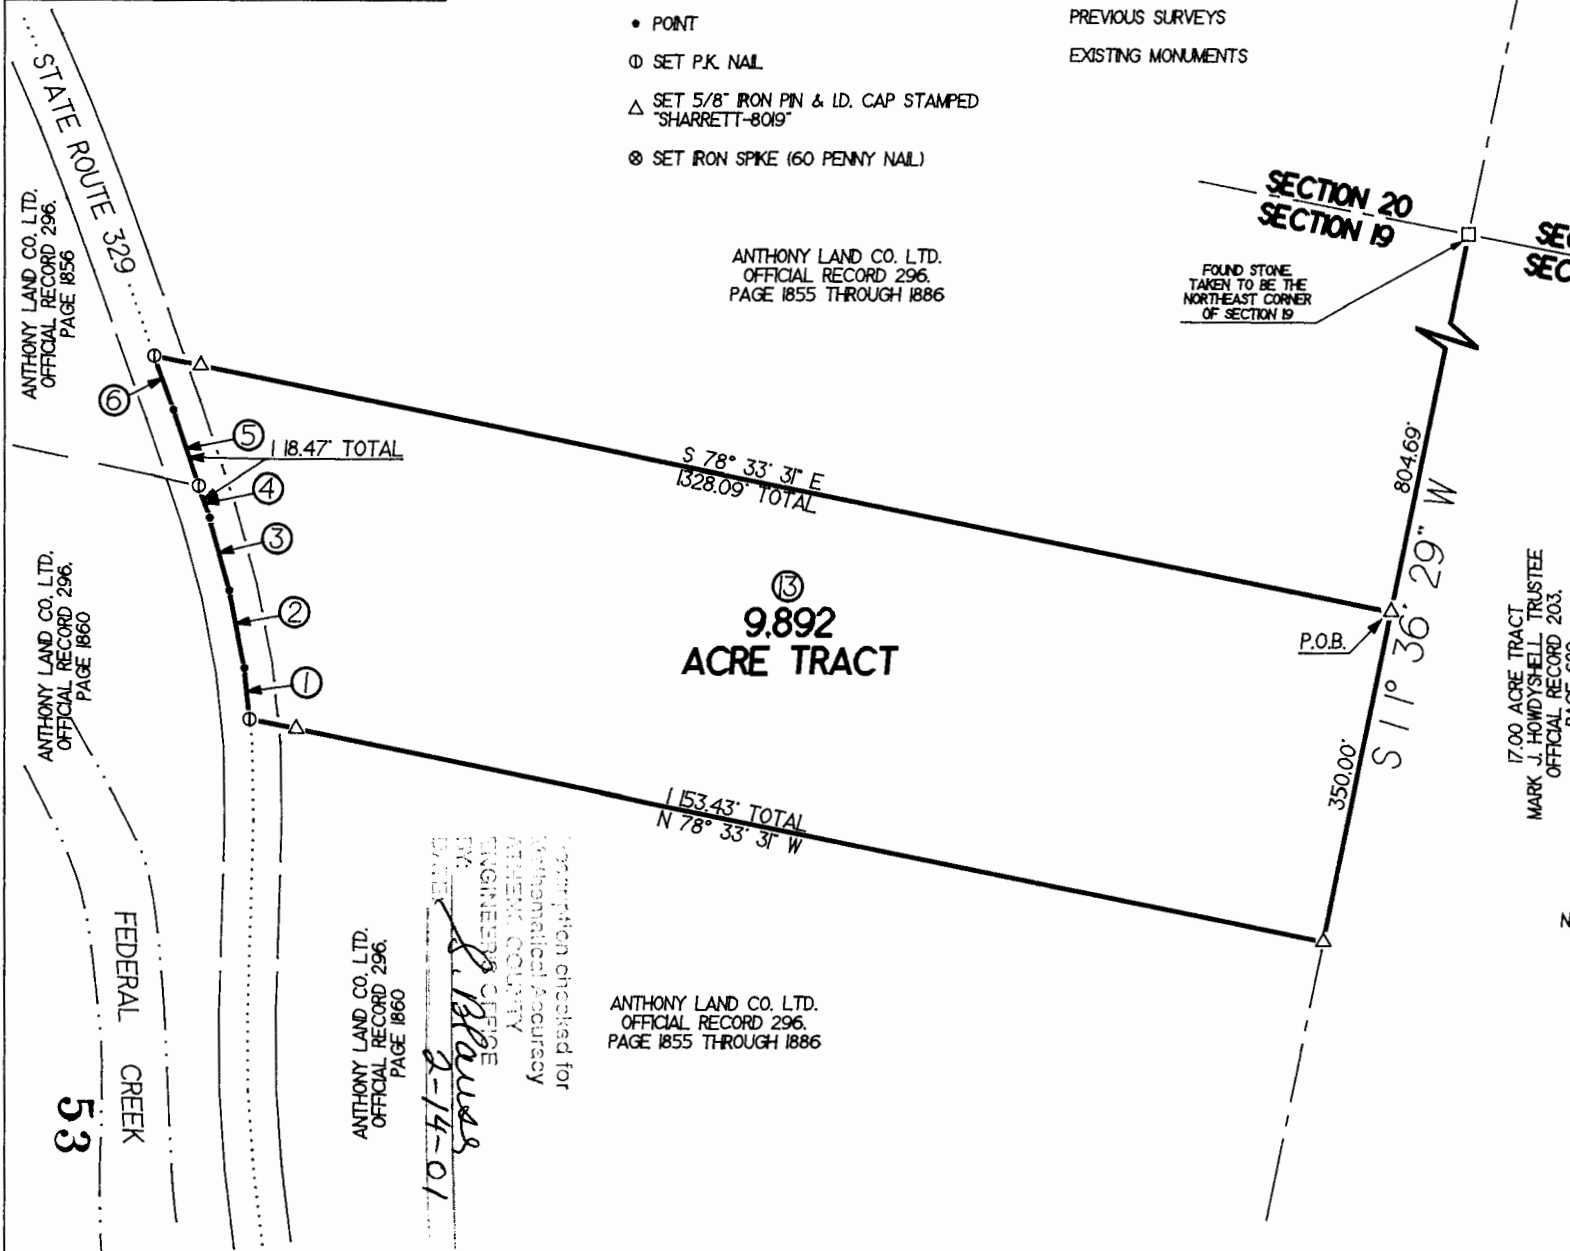 • POINT
SET P.K. NAIL
SET 5/8" IRON PIN & I.D. CAP STAMPED
"SHARRETT-8019"
SET IRON SPIKE (60 PENNY NAIL)
PREVIOUS SURVEYS
EXISTING MONUMENTS
STATE ROUTE 329
ANTHONY LAND CO. LTD.
OFFICIAL RECORD 296,
PAGE 1856
ANTHONY LAND CO. LTD.
OFFICIAL RECORD 296,
PAGE 1855 THROUGH 1886
SECTION 20
SECTION 19
FOUND STONE
TAKEN TO BE THE
NORTHEAST CORNER
OF SECTION 19
6
5
118.47' TOTAL
4
3
2
1
S 78° 33' 31" E
1328.09' TOTAL
804.69'
S 11° 36' 29" W
P.O.B.
350.00'
13
9.892
ACRE TRACT
17.00 ACRE TRACT
MARK J. HOWDYSHELL TRUSTEE
OFFICIAL RECORD 203,
ANTHONY LAND CO. LTD.
OFFICIAL RECORD 296,
PAGE 1860
1153.43' TOTAL
N 78° 33' 31" W
Description checked for
Mathematical Accuracy
ATHENS COUNTY
ENGINEER'S OFFICE
BY:
DATE:
2-14-01
ANTHONY LAND CO. LTD.
OFFICIAL RECORD 296,
PAGE 1860
ANTHONY LAND CO. LTD.
OFFICIAL RECORD 296,
PAGE 1855 THROUGH 1886
FEDERAL CREEK
53